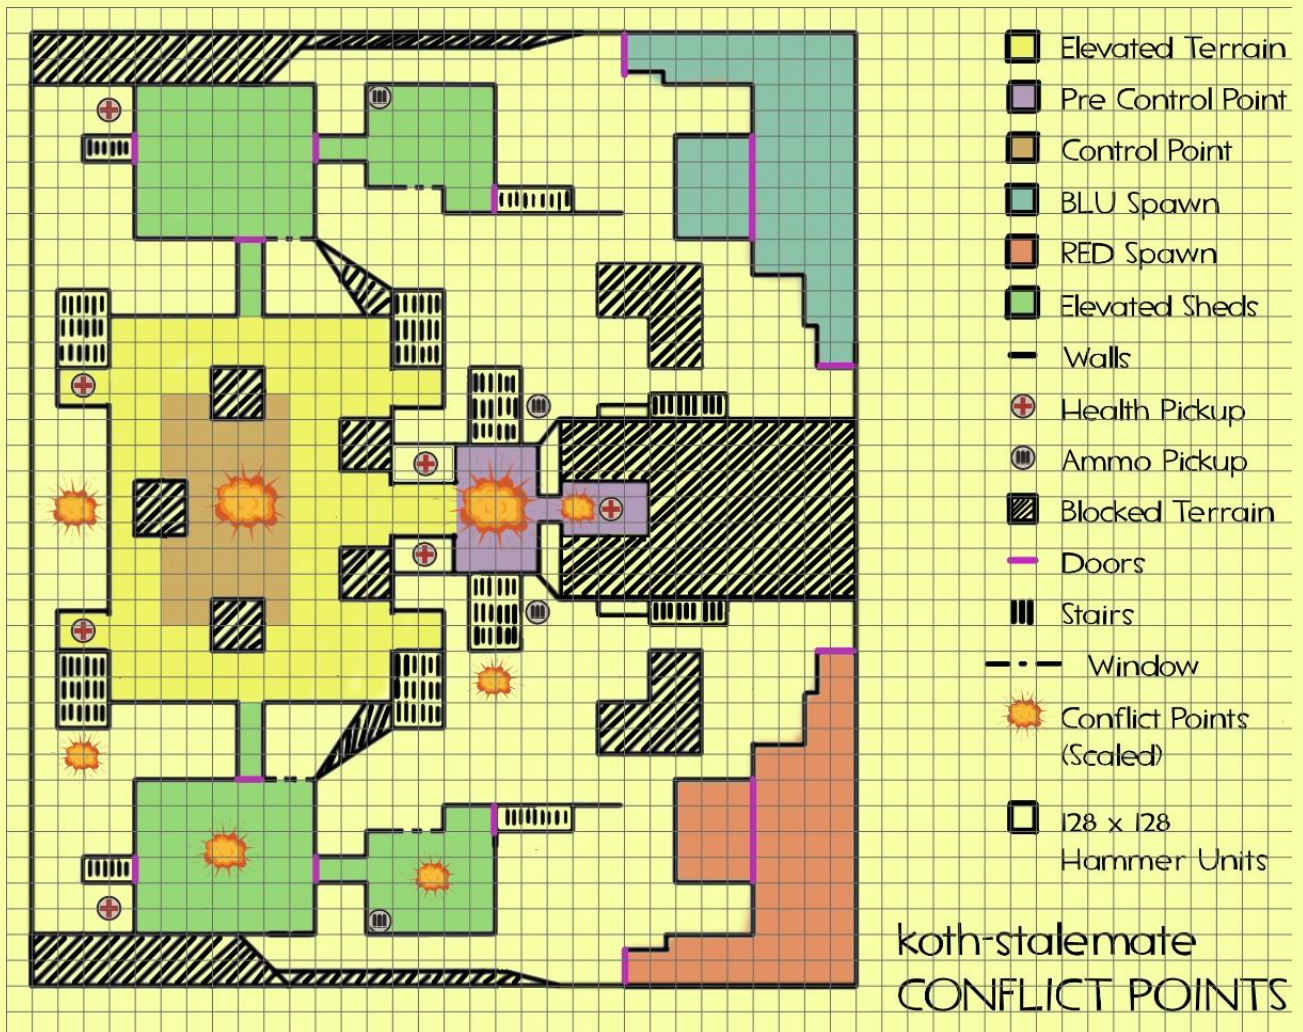 Elevated Terrain
Pre Control Point
Control Point
BLU Spawn
RED Spawn
Elevated Sheds
Walls
Health Pickup
Ammo Pickup
Blocked Terrain
Doors
Stairs
Window
Conflict Points
(Scaled)
128 x 128
Hammer Units
koth-stalemate
CONFLICT POINTS